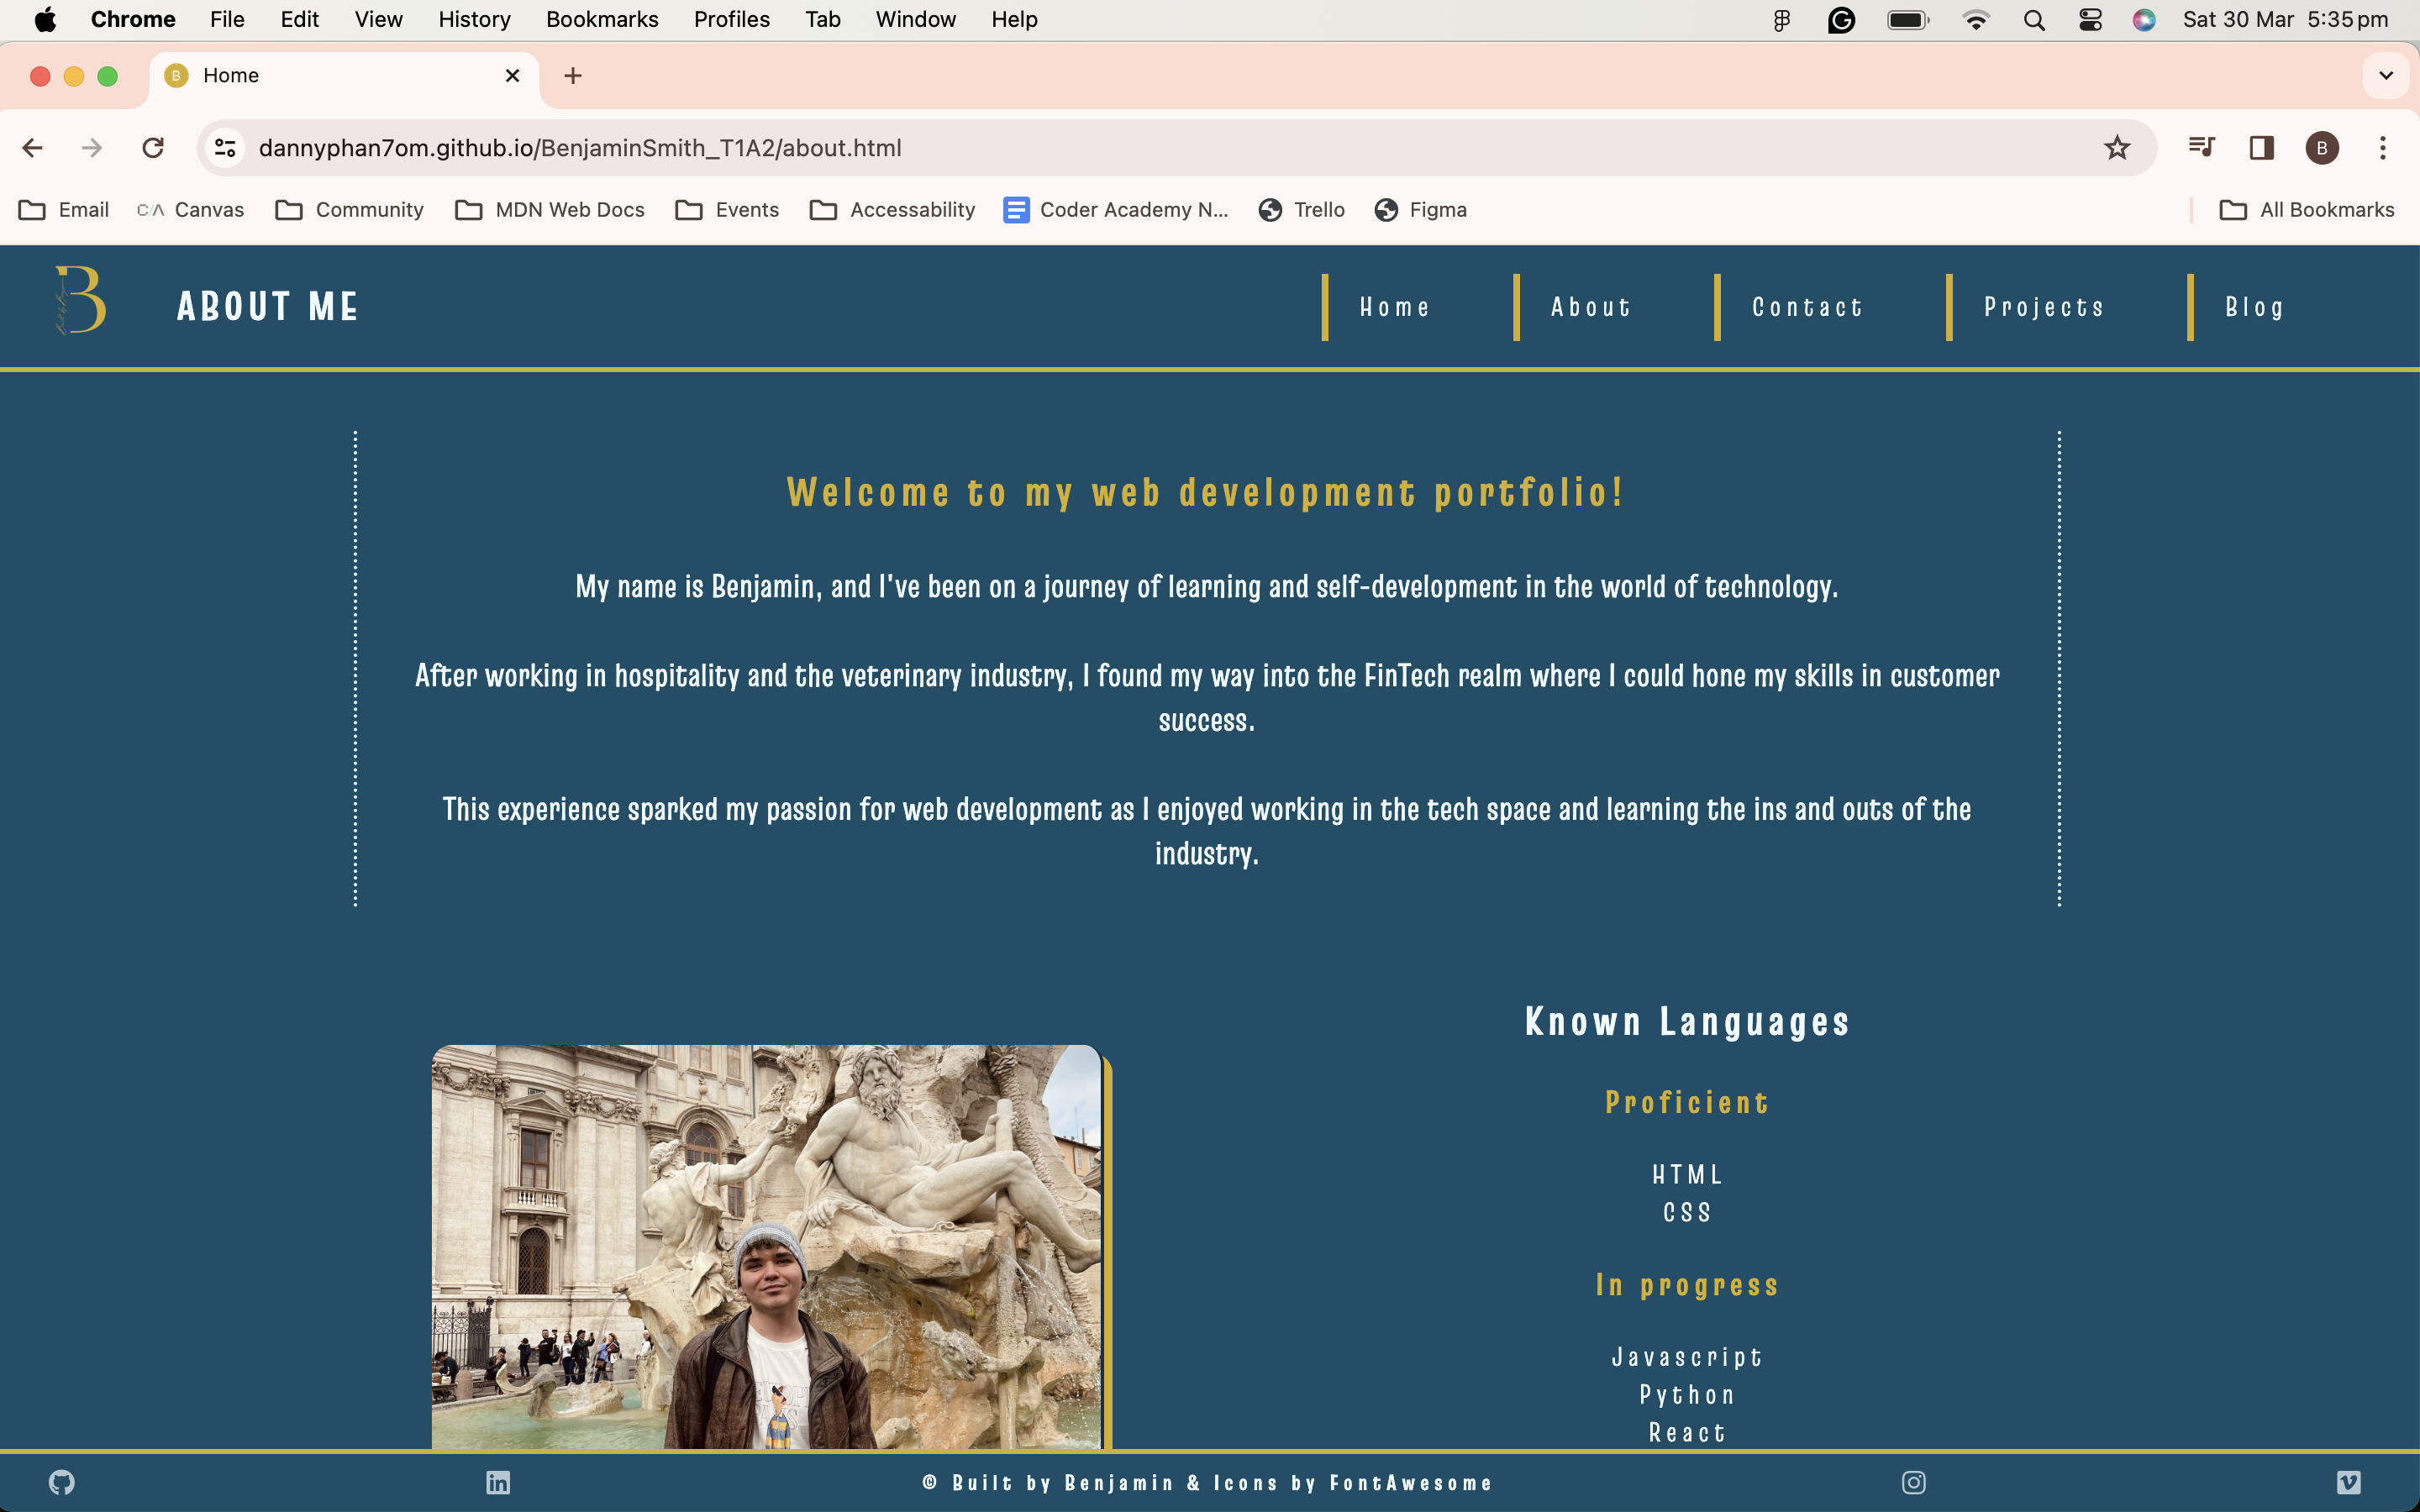 Chrome File Edit View History Bookmarks Profiles Tab Window Help Sat 30 Mar 5:35 pm
B Home
dannyphan7om.github.io/BenjaminSmith_T1A2/about.html B
Email C/A Canvas Community MDN Web Docs Events Accessability Coder Academy N... Trello Figma All Bookmarks
B ABOUT ME Home About Contact Projects Blog
Welcome to my web development portfolio!
My name is Benjamin, and I've been on a journey of learning and self-development in the world of technology.
After working in hospitality and the veterinary industry, I found my way into the FinTech realm where I could hone my skills in customer
success.
This experience sparked my passion for web development as I enjoyed working in the tech space and learning the ins and outs of the
industry.
Known Languages
Proficient
HTML
CSS
In progress
Javascript
Python
React
in © Built by Benjamin & Icons by FontAwesome